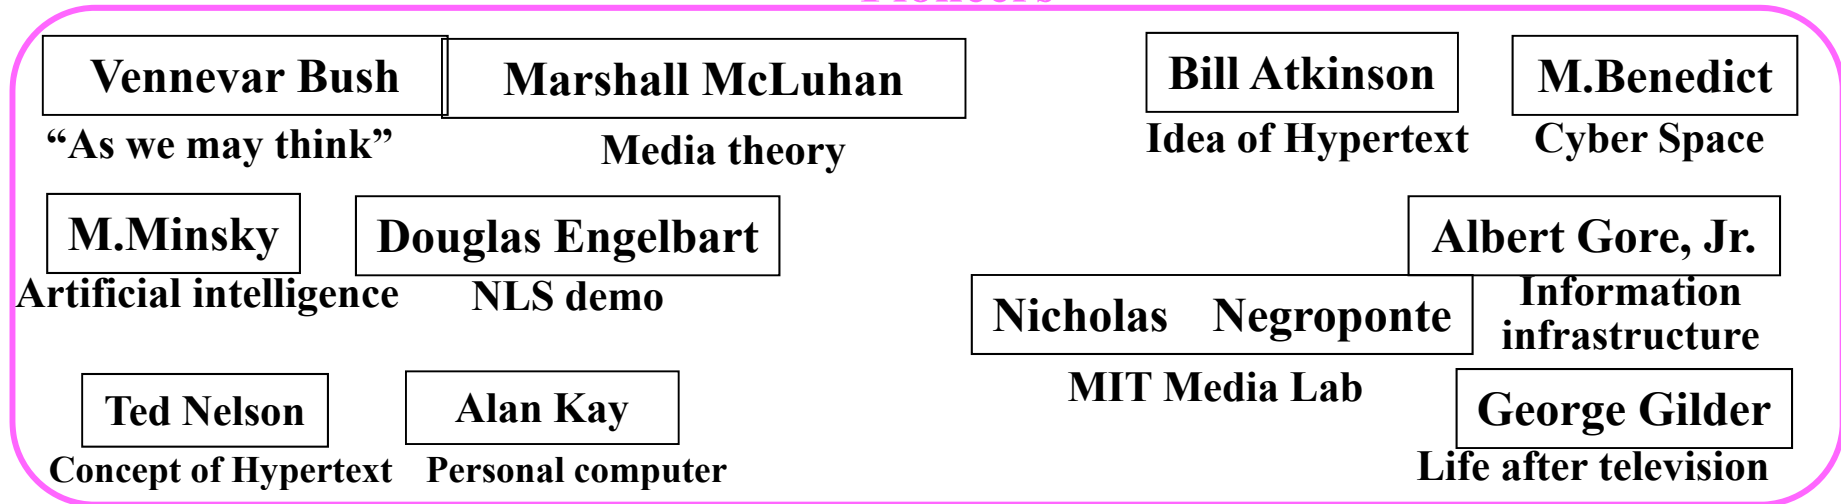 Pioneers
Vennevar Bush
Marshall McLuhan
Bill Atkinson
M.Benedict
“As we may think”
Media theory
Idea of Hypertext
Cyber Space
M.Minsky
Douglas Engelbart
Albert Gore, Jr.
Artificial intelligence
NLS demo
Information
infrastructure
Nicholas Negroponte
MIT Media Lab
Ted Nelson
Alan Kay
George Gilder
Concept of Hypertext
Personal computer
Life after television